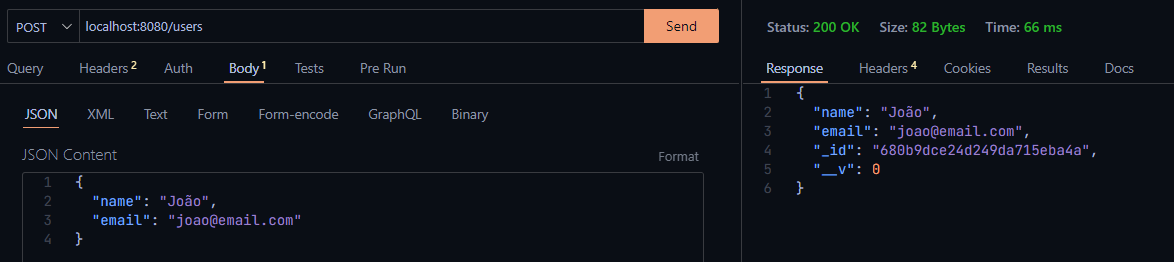 POST localhost:8080/users Send
Query Headers 2 Auth Body 1 Tests Pre Run
JSON XML Text Form Form-encode GraphQL Binary
JSON Content Format
1 {
2 "name": "João",
3 "email": "joao@email.com"
4 }
Status: 200 OK Size: 82 Bytes Time: 66 ms
Response Headers 4 Cookies Results Docs
1 {
2 "name": "João",
3 "email": "joao@email.com",
4 "_id": "680b9dce24d249da715eba4a",
5 "__v": 0
6 }